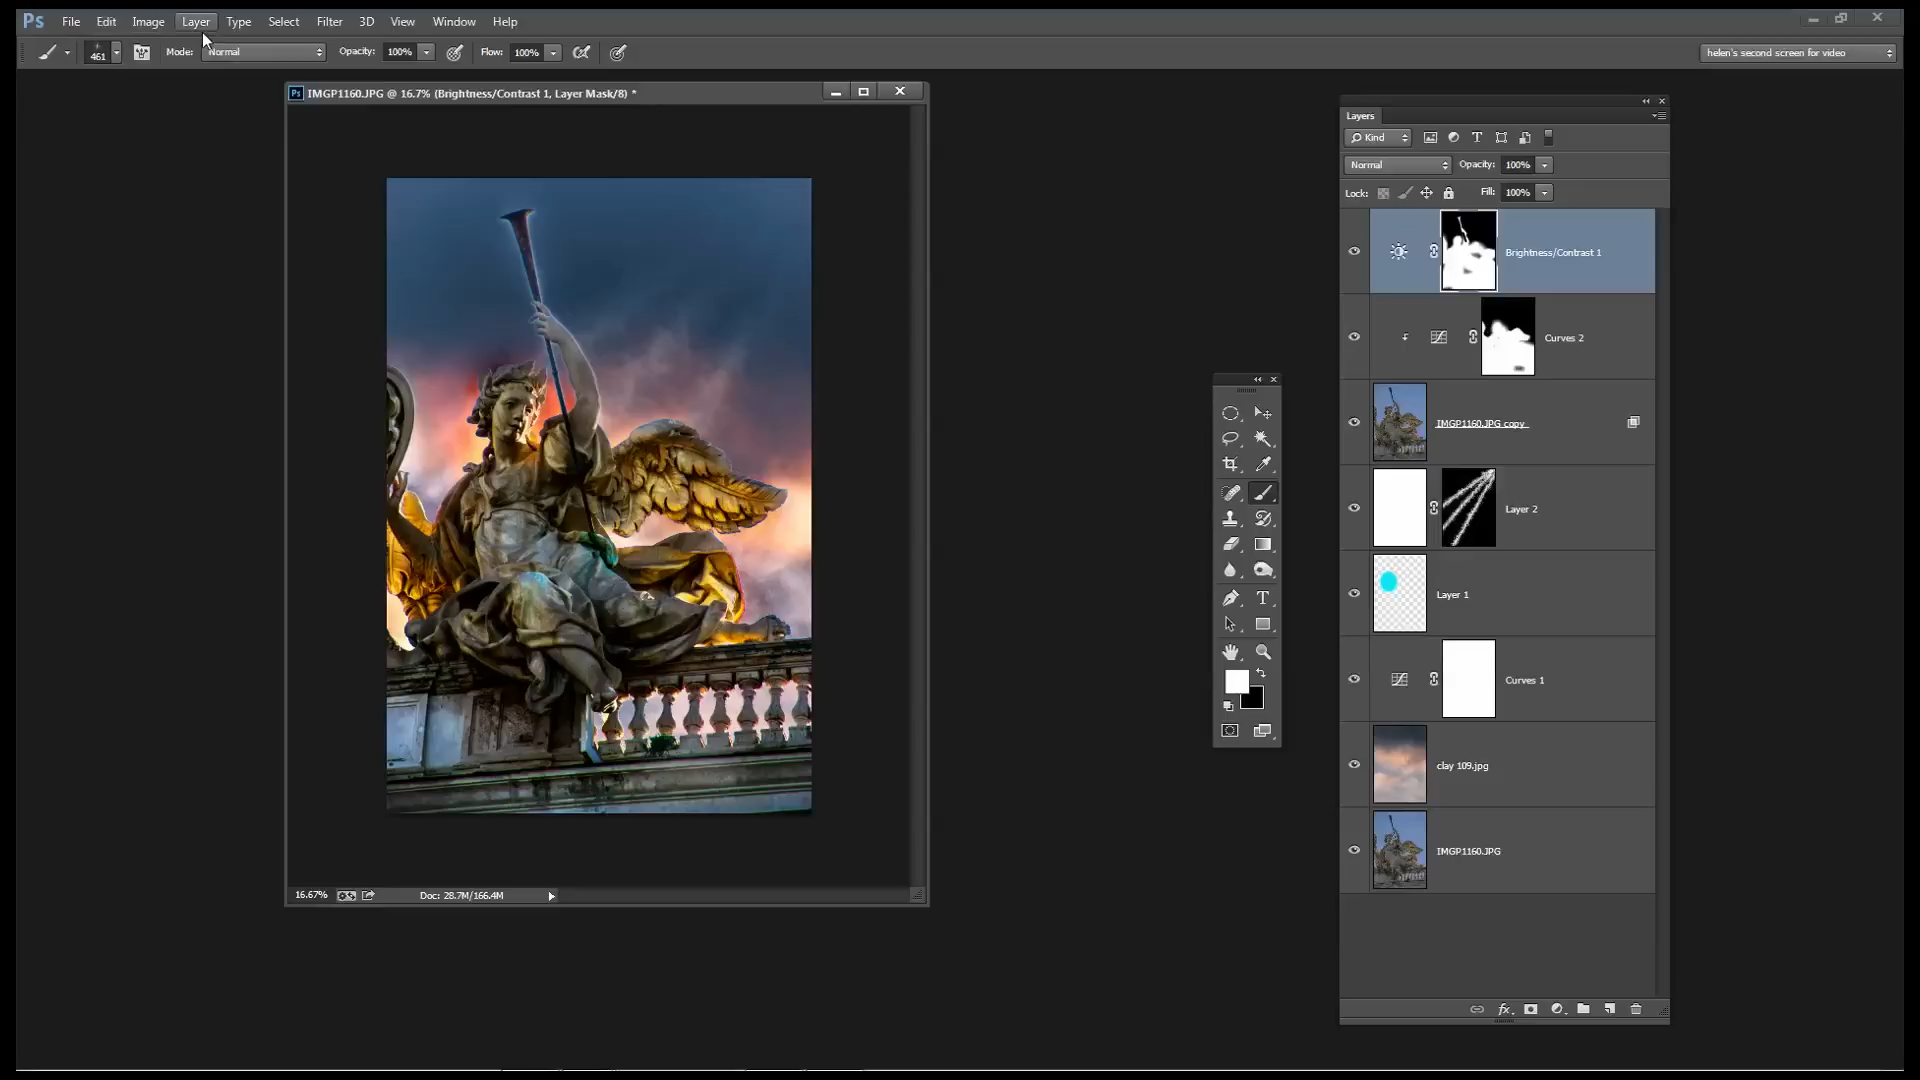 Ps File Edit Image Layer Type Select Filter 3D View Window Help
461 Mode: Normal Opacity: 100% Flow: 100% helen's second screen for video
Ps IMGP1160.JPG @ 16.7% (Brightness/Contrast 1, Layer Mask/8) *
Layers
Kind
Normal Opacity: 100%
Lock: Fill: 100%
Brightness/Contrast 1
Curves 2
IMGP1160.JPG copy
Layer 2
Layer 1
Curves 1
clay 109.jpg
IMGP1160.JPG
16.67% Doc: 28.7M/166.4M